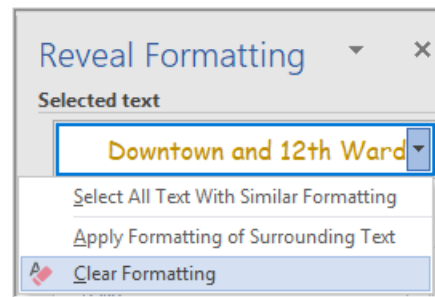 Reveal Formatting
Selected text
Downtown and 12th Ward
Select All Text With Similar Formatting
Apply Formatting of Surrounding Text
Clear Formatting